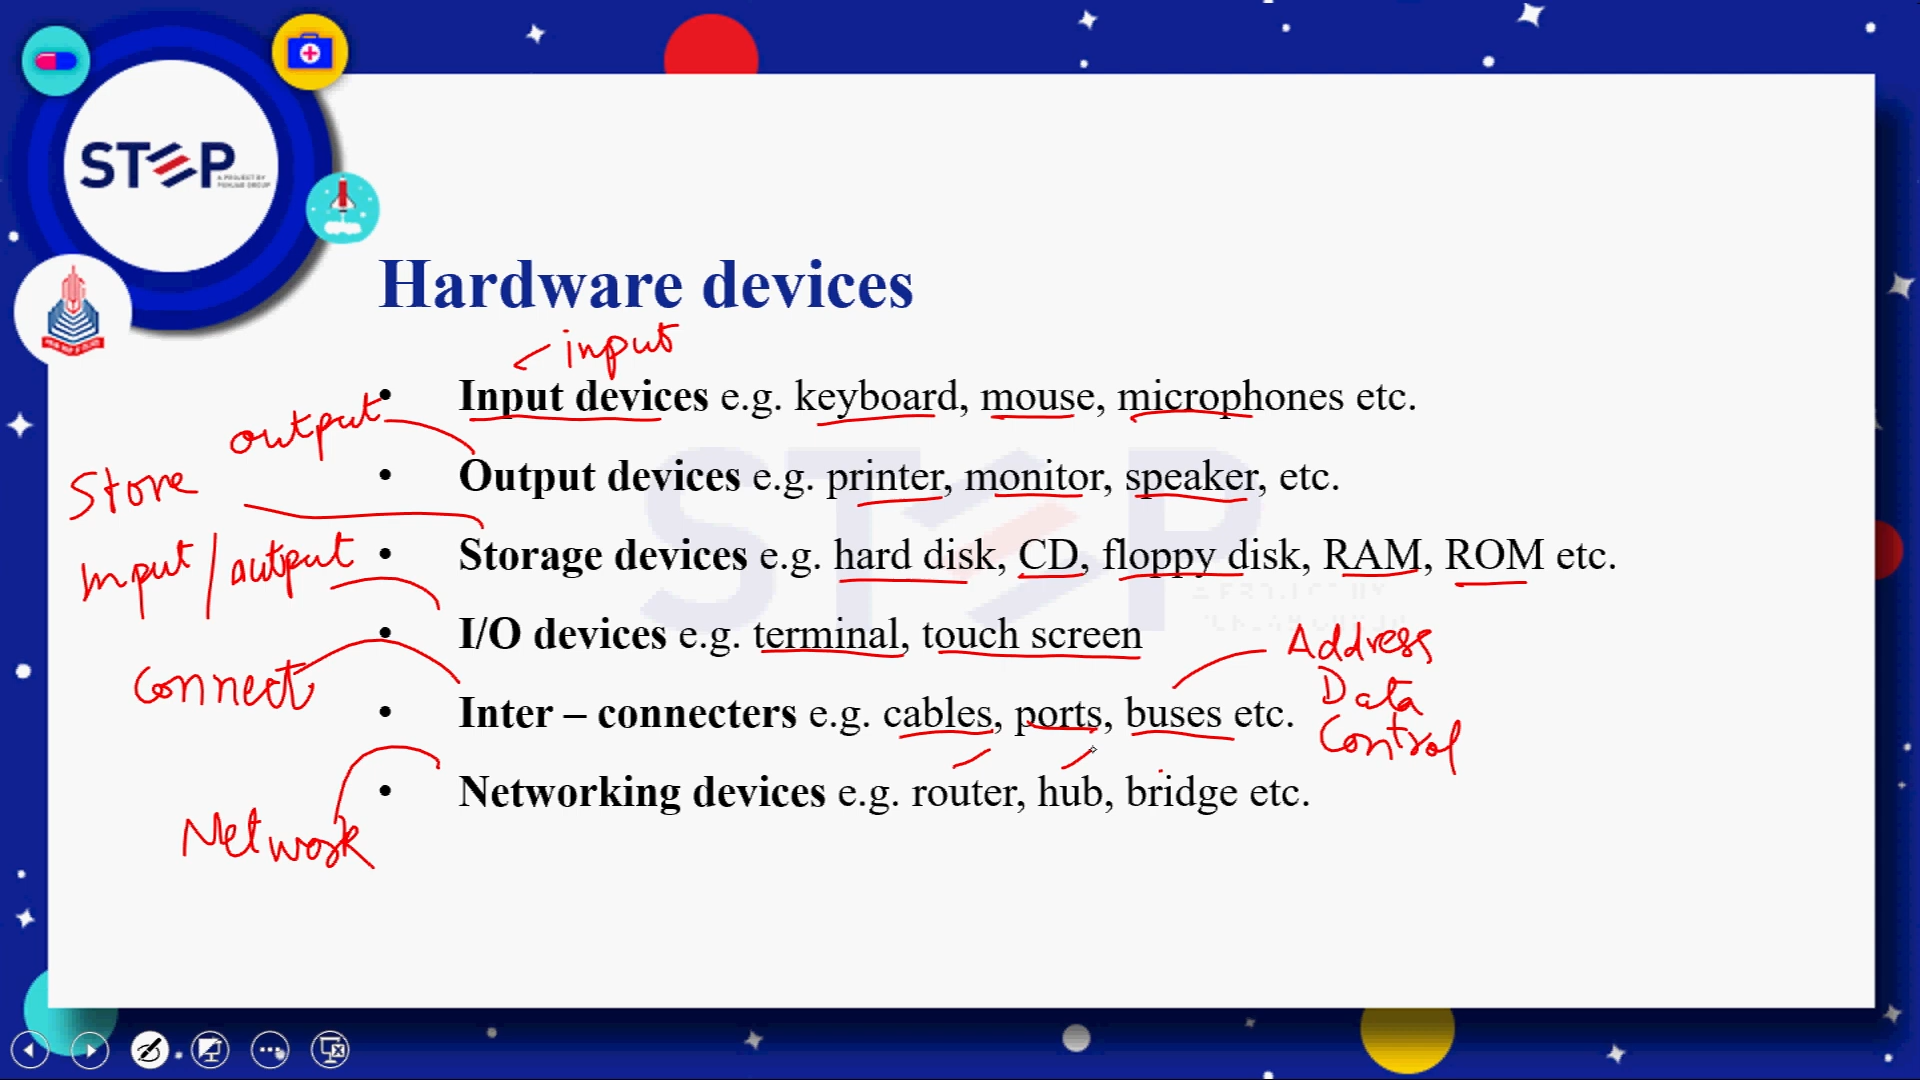 STEP
A PROJECT BY
PUNJAB GROUP
Hardware devices
input
• Input devices e.g. keyboard, mouse, microphones etc.
output
• Output devices e.g. printer, monitor, speaker, etc.
Store
• Storage devices e.g. hard disk, CD, floppy disk, RAM, ROM etc.
Input/output
• I/O devices e.g. terminal, touch screen
Address
Data
Control
Connect
• Inter – connecters e.g. cables, ports, buses etc.
• Networking devices e.g. router, hub, bridge etc.
Network
STEP